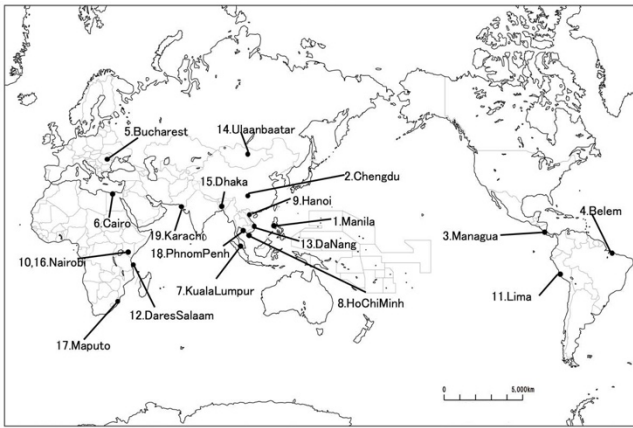 5.Bucharest
14.Ulaanbaatar
15.Dhaka
2.Chengdu
9.Hanoi
1.Manila
4.Belem
6.Cairo
19.Karachi
3.Managua
13.DaNang
10,16.Nairobi
18.PhnomPenh
7.KualaLumpur
8.HoChiMinh
11.Lima
12.DaresSalaam
17.Maputo
0 5,000km